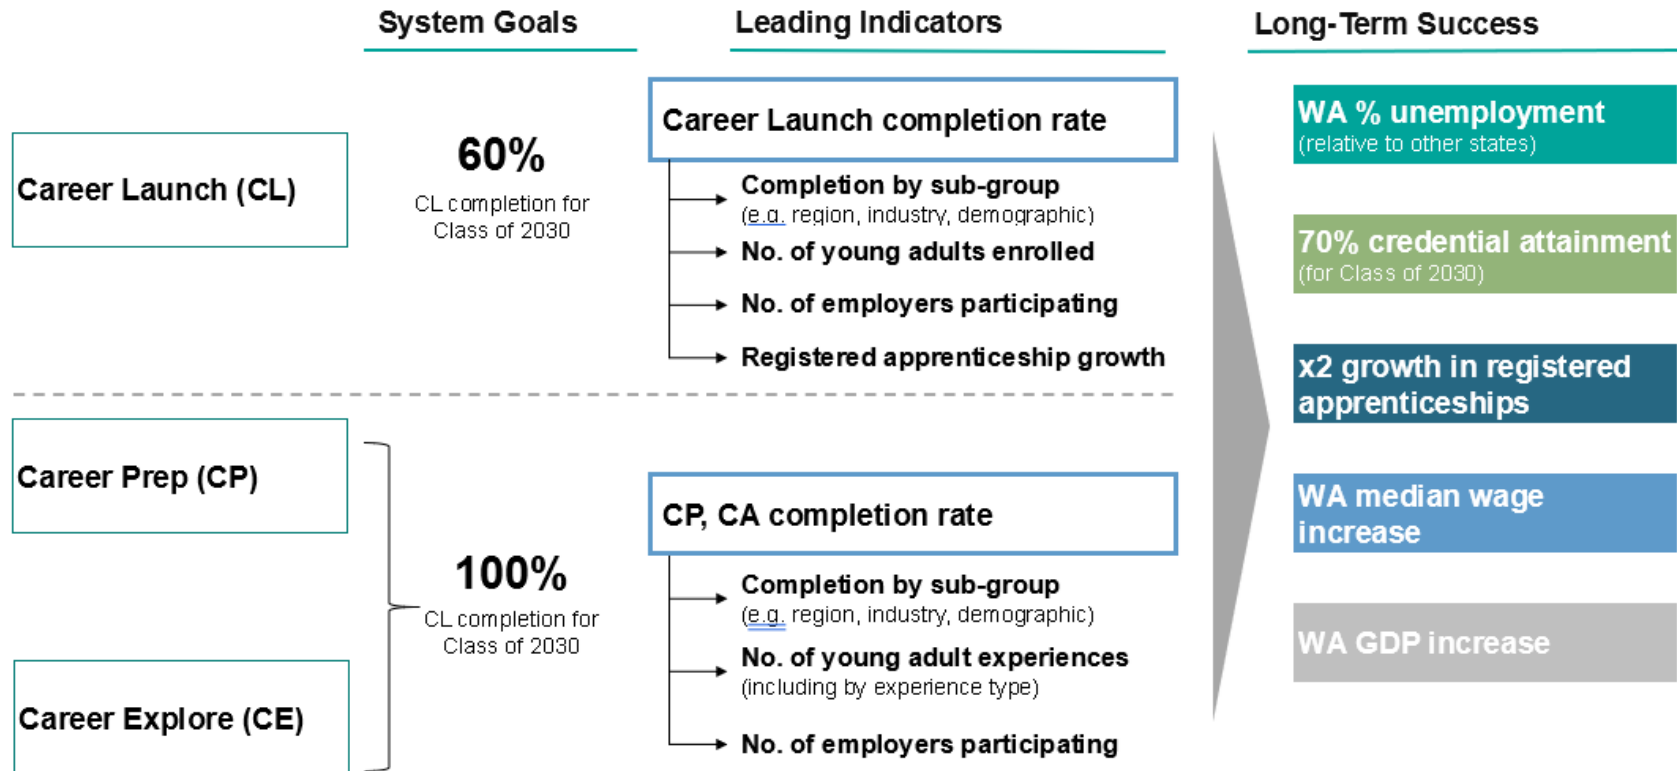 System Goals
Leading Indicators
Long-Term Success
Career Launch (CL)
60%
CL completion for
Class of 2030
Career Launch completion rate
Completion by sub-group
(e.g. region, industry, demographic)
No. of young adults enrolled
No. of employers participating
Registered apprenticeship growth
Career Prep (CP)
Career Explore (CE)
100%
CL completion for
Class of 2030
CP, CA completion rate
Completion by sub-group
(e.g. region, industry, demographic)
No. of young adult experiences
(including by experience type)
No. of employers participating
WA % unemployment
(relative to other states)
70% credential attainment
(for Class of 2030)
x2 growth in registered
apprenticeships
WA median wage
increase
WA GDP increase